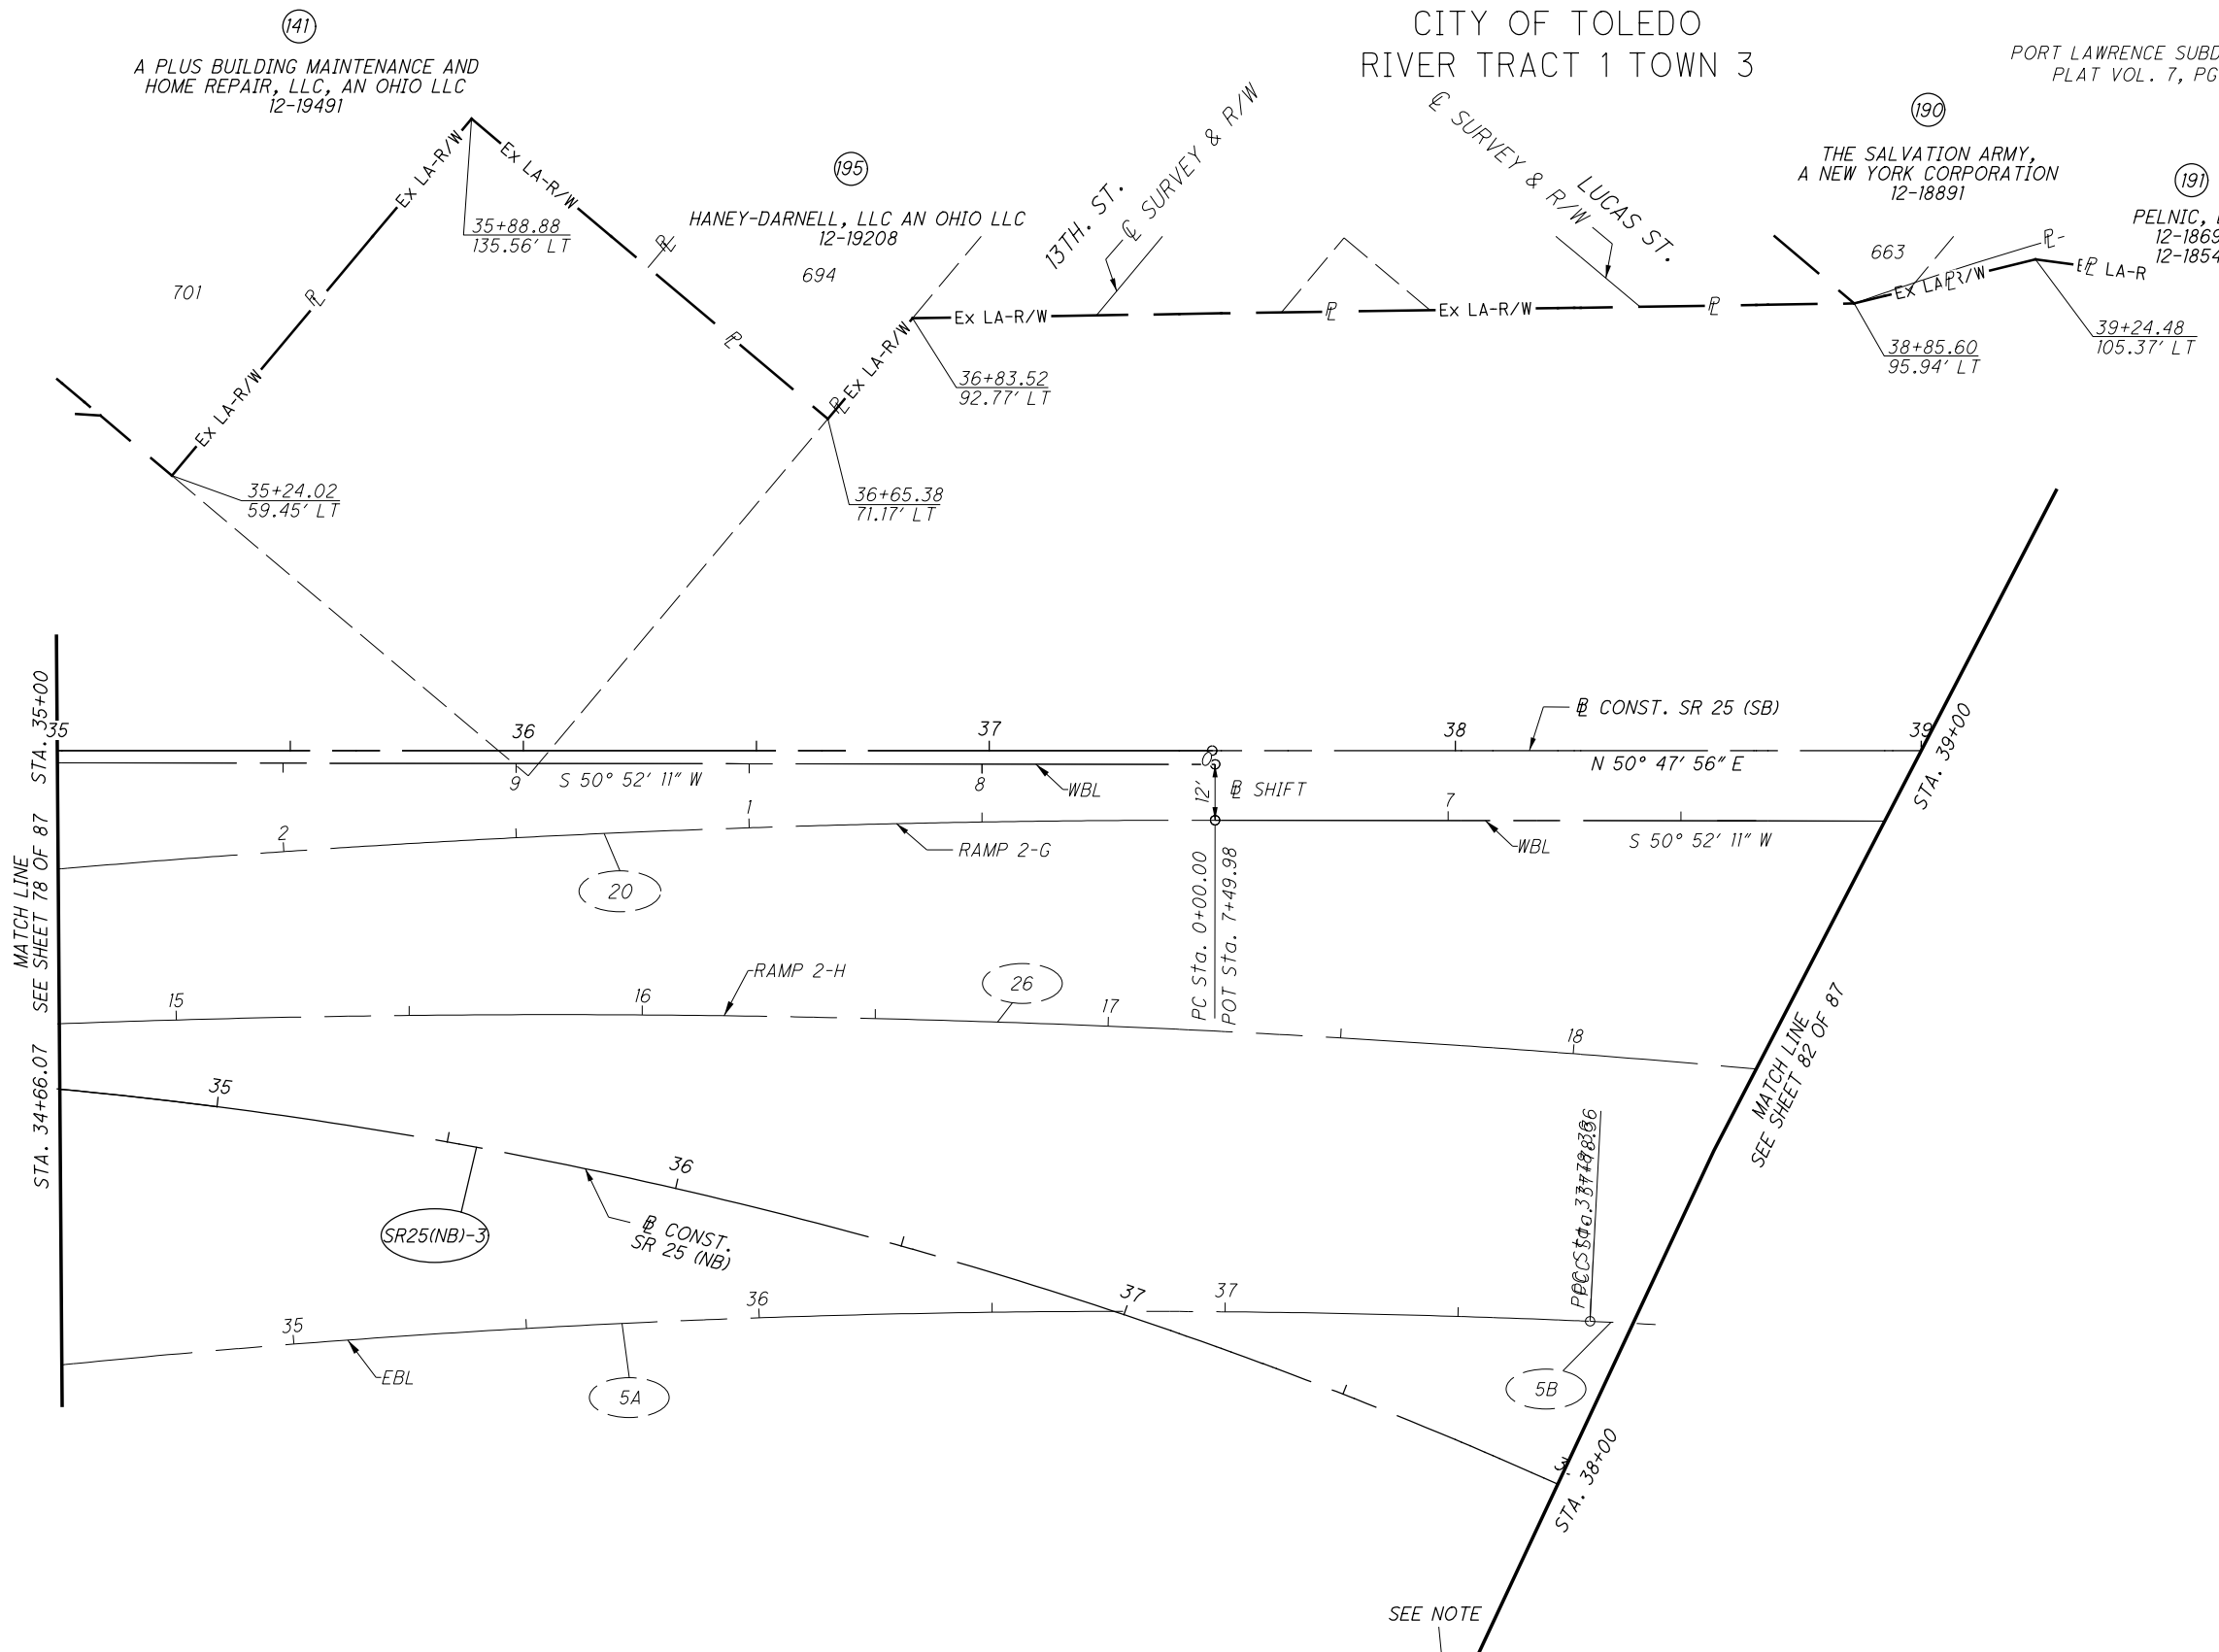 CITY OF TOLEDO
RIVER TRACT 1 TOWN 3
PORT LAWRENCE SUBD
PLAT VOL. 7, PG
141
A PLUS BUILDING MAINTENANCE AND
HOME REPAIR, LLC, AN OHIO LLC
12-19491
195
HANEY-DARNELL, LLC AN OHIO LLC
12-19208
694
190
THE SALVATION ARMY,
A NEW YORK CORPORATION
12-18891
663
191
PELNIC,
12-1869
12-1854
701
Ex LA-R/W
Ex LA-R/W
Ex LA-R/W
Ex LA-R/W
Ex LA-R/W
Ex LA-R/W
LA-R
35+88.88
135.56' LT
13TH. ST.
℄ SURVEY & R/W
℄ SURVEY & R/W
LUCAS ST.
36+83.52
92.77' LT
38+85.60
95.94' LT
39+24.48
105.37' LT
35+24.02
59.45' LT
36+65.38
71.17' LT
STA. 35+00
35
36
37
38
39
CONST. SR 25 (SB)
N 50° 47' 56" E
STA. 39+00
9
S 50° 52' 11" W
8
WBL
0
12'
SHIFT
7
WBL
S 50° 52' 11" W
2
1
RAMP 2-G
20
PC Sta. 0+00.00
POT Sta. 7+49.98
MATCH LINE
SEE SHEET 78 OF 87
15
16
17
18
RAMP 2-H
26
MATCH LINE
SEE SHEET 82 OF 87
STA. 34+66.07
35
36
37
SR25(NB)-3
CONST.
SR 25 (NB)
35
36
37
EBL
5A
5B
STA. 38+00
SEE NOTE